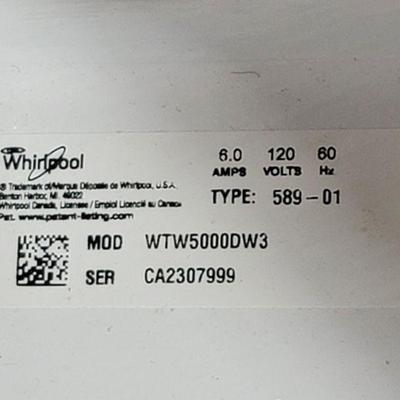 Whirlpool
® Trademark of/Marque Déposée de Whirlpool, U.S.A.
Benton Harbor, MI. 49022
Whirlpool Canada, Licensee / Emploi Licencié au Canada
Pat. www.patent-listing.com
6.0 120 60
AMPS VOLTS Hz
TYPE: 589-01
MOD WTW5000DW3
SER CA2307999